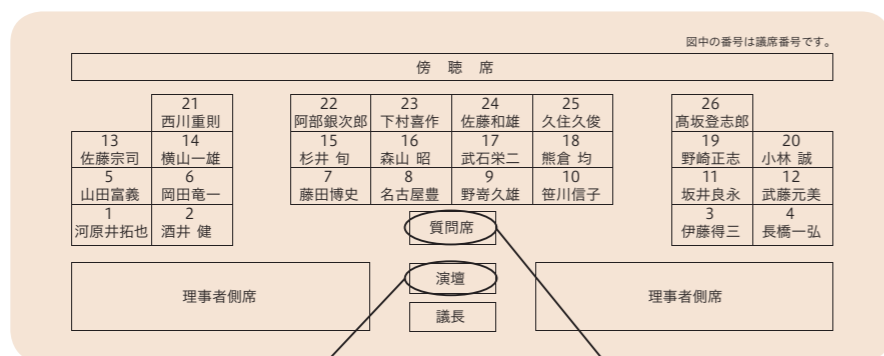 図中の番号は議席番号です。
傍 聴 席
21 22 23 24 25 26
西川重則 阿部銀次郎 下村喜作 佐藤和雄 久住久俊 髙坂登志郎
13 14 15 16 17 18 19 20
佐藤宗司 横山一雄 杉井 旬 森山 昭 武石栄二 熊倉 均 野崎正志 小林 誠
5 6 7 8 9 10 11 12
山田富義 岡田竜一 藤田博史 名古屋豊 野嵜久雄 笹川信子 坂井良永 武藤元美
1 2 3 4
河原井拓也 酒井 健 伊藤得三 長橋一弘
質問席
演壇
理事者側席 理事者側席
議長